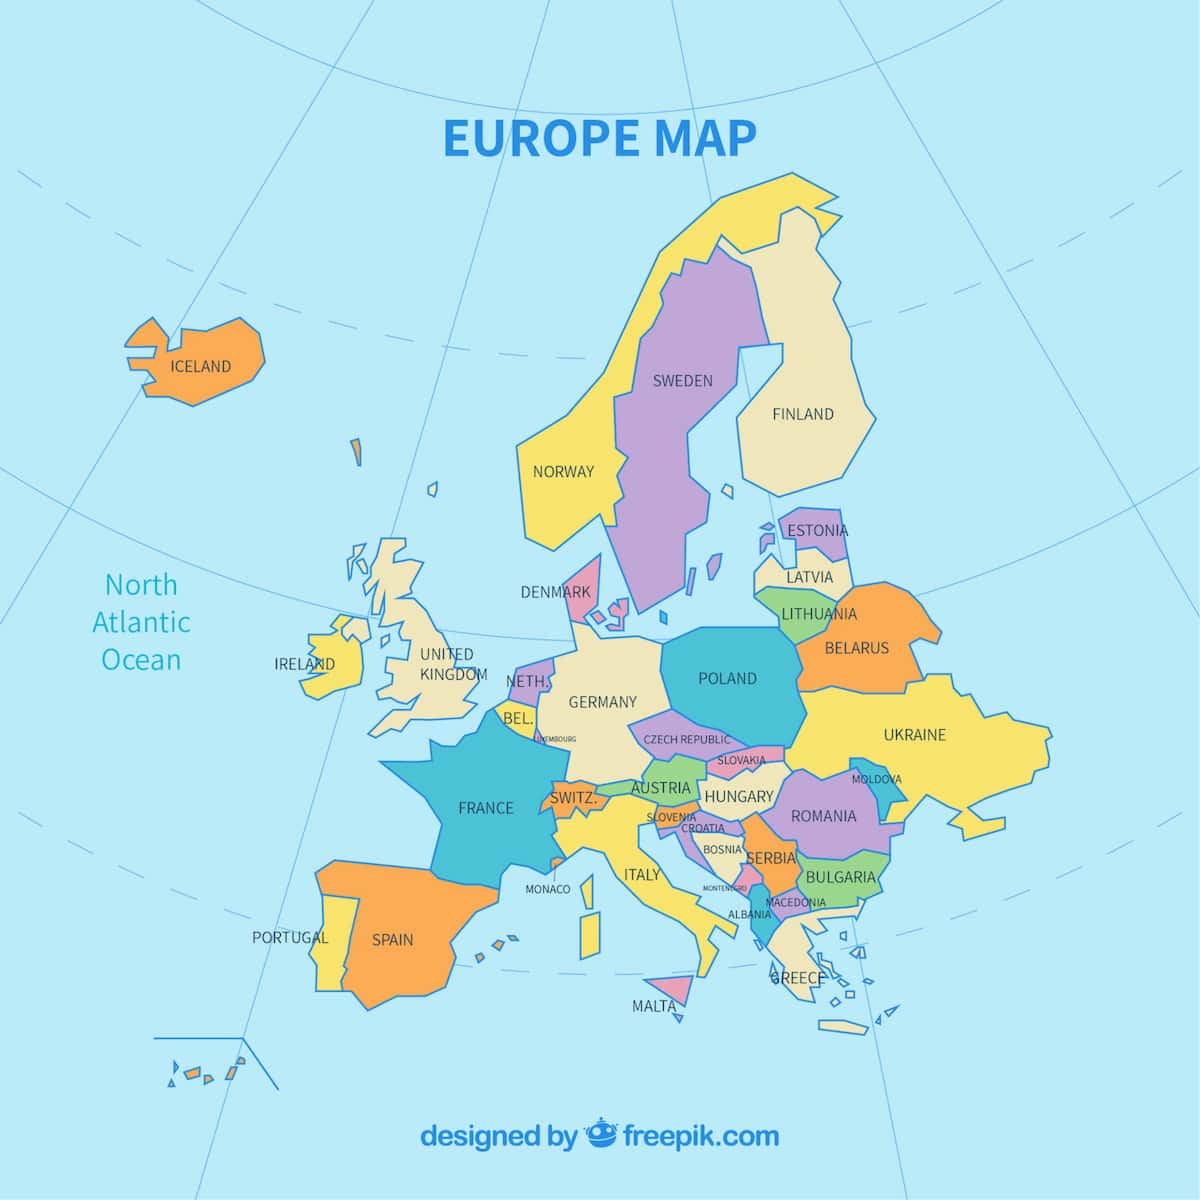 EUROPE MAP
ICELAND
SWEDEN
FINLAND
NORWAY
ESTONIA
LATVIA
DENMARK
LITHUANIA
North
Atlantic
Ocean
BELARUS
UNITED
KINGDOM
IRELAND
NETH.
POLAND
GERMANY
BEL.
UKRAINE
LUXEMBOURG
CZECH REPUBLIC
SLOVAKIA
MOLDOVA
AUSTRIA
SWITZ.
HUNGARY
FRANCE
SLOVENIA
ROMANIA
CROATIA
BOSNIA
SERBIA
ITALY
BULGARIA
MONACO
MONTENEGRO
MACEDONIA
ALBANIA
PORTUGAL
SPAIN
GREECE
MALTA
designed by freepik.com